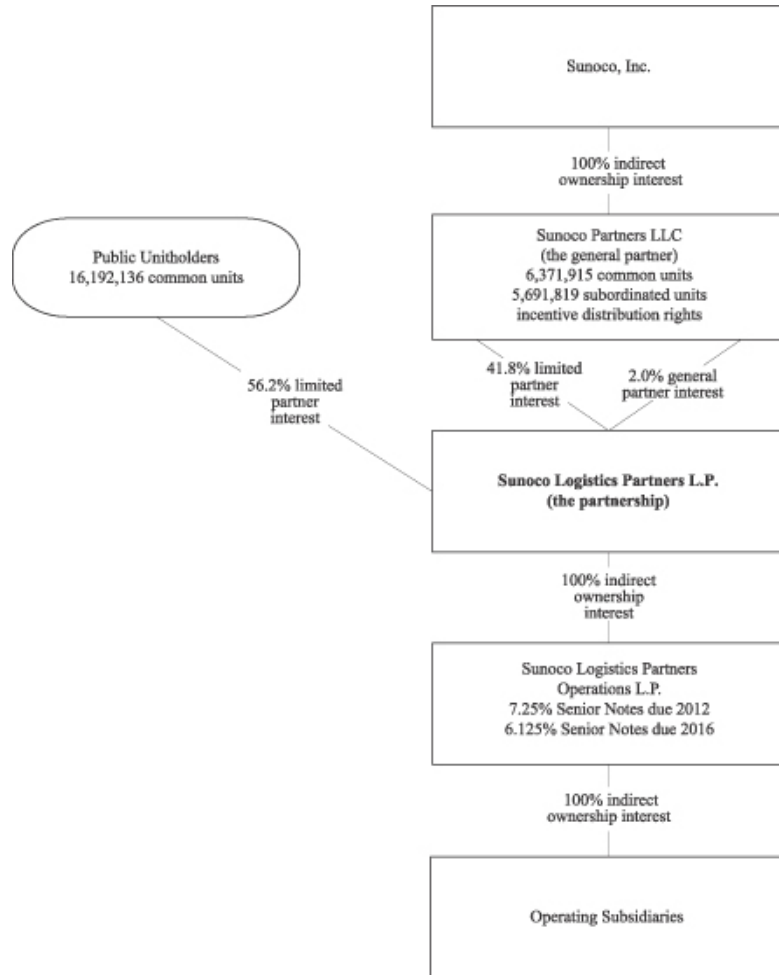 Sunoco, Inc.
100% indirect
ownership interest
Public Unitholders
16,192,136 common units
Sunoco Partners LLC
(the general partner)
6,371,915 common units
5,691,819 subordinated units
incentive distribution rights
56.2% limited
partner
interest
41.8% limited
partner
interest
2.0% general
partner interest
Sunoco Logistics Partners L.P.
(the partnership)
100% indirect
ownership
interest
Sunoco Logistics Partners
Operations L.P.
7.25% Senior Notes due 2012
6.125% Senior Notes due 2016
100% indirect
ownership interest
Operating Subsidiaries